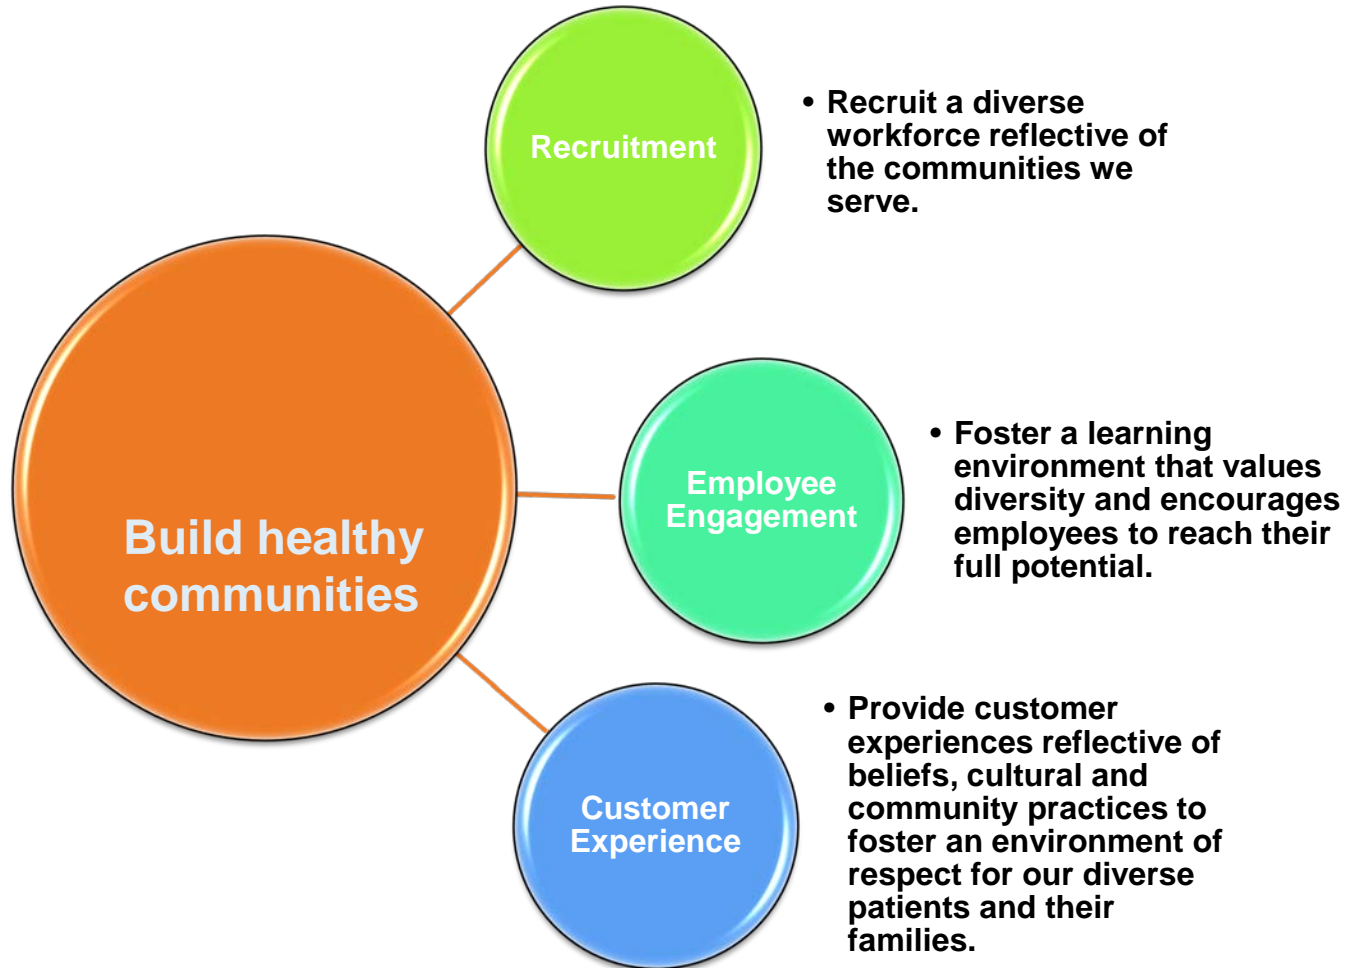 Recruitment
• Recruit a diverse
workforce reflective of
the communities we
serve.
Build healthy
communities
Employee
Engagement
• Foster a learning
environment that values
diversity and encourages
employees to reach their
full potential.
Customer
Experience
• Provide customer
experiences reflective of
beliefs, cultural and
community practices to
foster an environment of
respect for our diverse
patients and their
families.